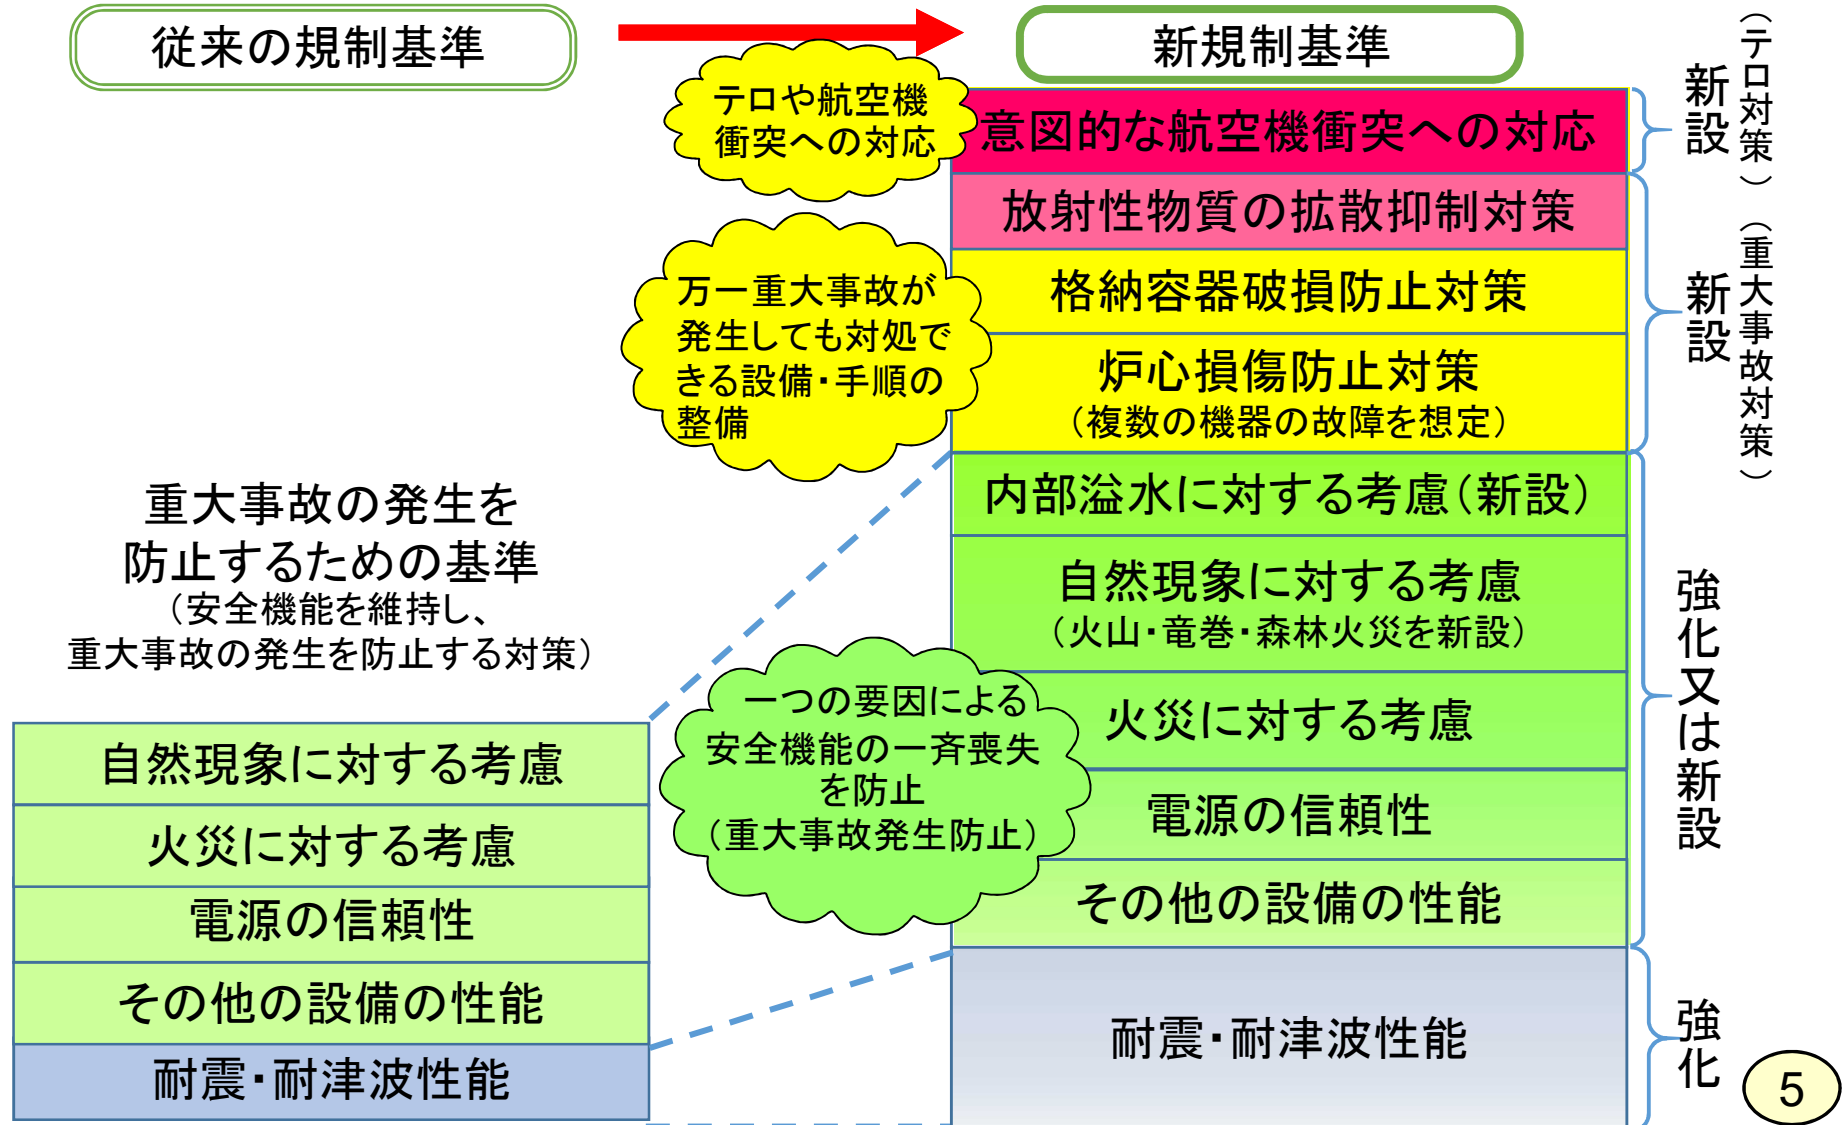 従来の規制基準
新規制基準
テロや航空機
衝突への対応
意図的な航空機衝突への対応
新設
（テロ対策）
放射性物質の拡散抑制対策
万一重大事故が
発生しても対処で
きる設備・手順の
整備
格納容器破損防止対策
炉心損傷防止対策
（複数の機器の故障を想定）
新設
（重大事故対策）
重大事故の発生を
防止するための基準
（安全機能を維持し、
重大事故の発生を防止する対策）
内部溢水に対する考慮（新設）
自然現象に対する考慮
（火山・竜巻・森林火災を新設）
一つの要因による
安全機能の一斉喪失
を防止
（重大事故発生防止）
火災に対する考慮
電源の信頼性
その他の設備の性能
強化又は新設
自然現象に対する考慮
火災に対する考慮
電源の信頼性
その他の設備の性能
耐震・耐津波性能
耐震・耐津波性能
強化
5